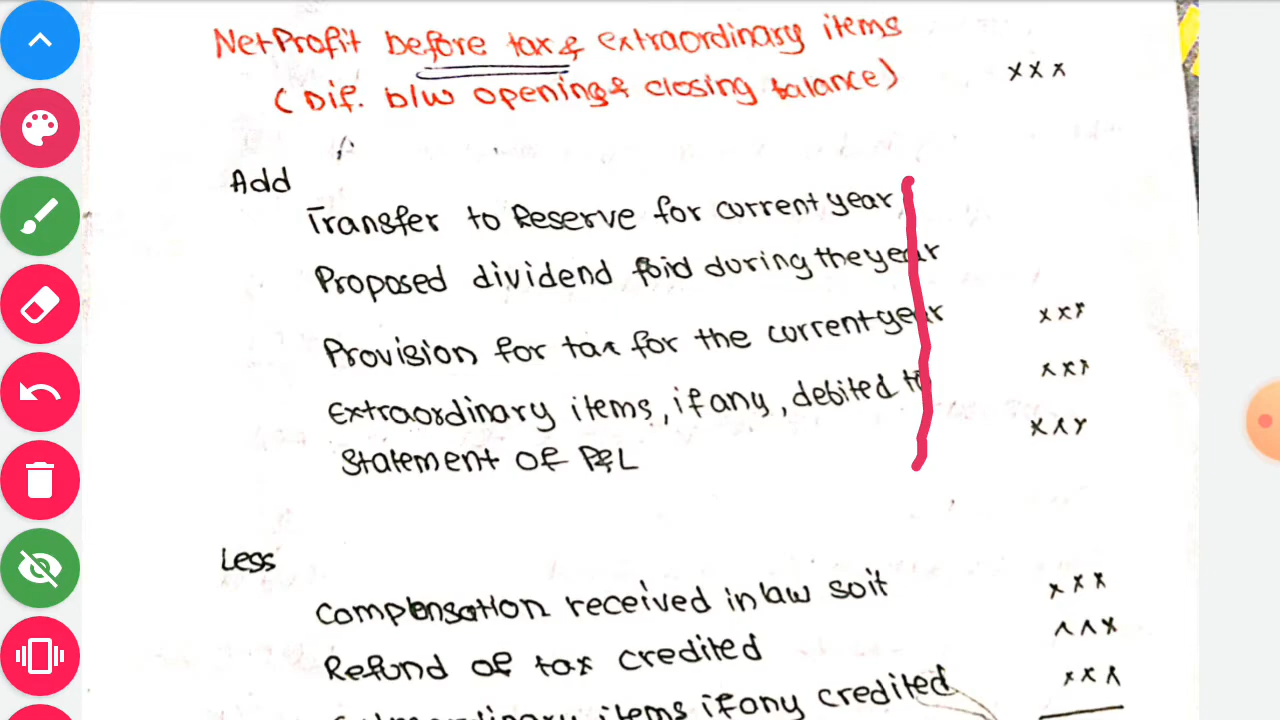 Net Profit before tax & extraordinary items
(Dif. b/w opening & closing balance) xxx
Add
Transfer to Reserve for current year
Proposed dividend paid during the year
Provision for tax for the current year xxx
Extraordinary items, if any, debited to xxx
Statement of P&L xxx
Less
Compensation received in law soit xxx
Refund of tax credited xxx
items if any credited xxx